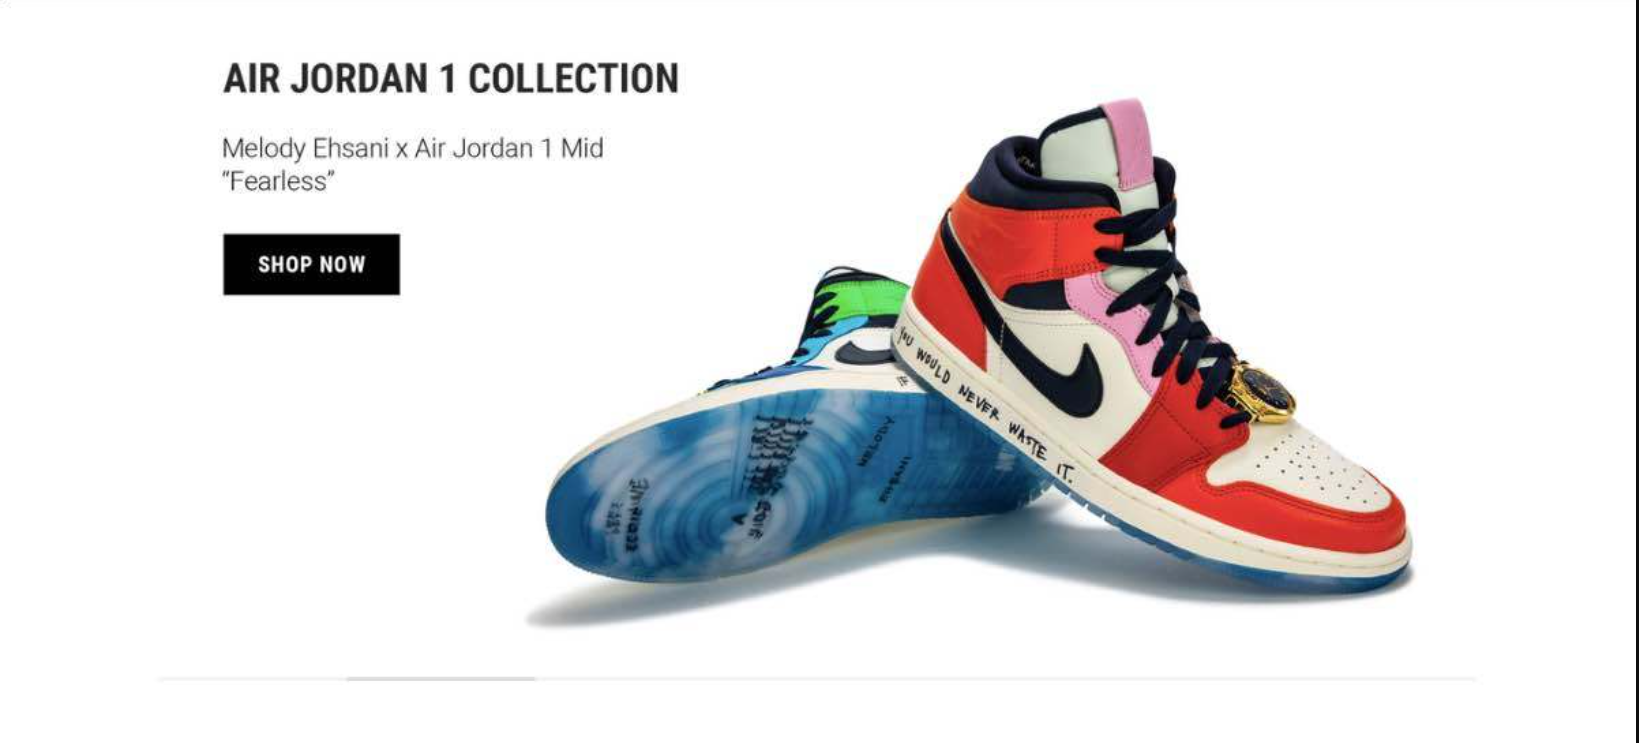 AIR JORDAN 1 COLLECTION
Melody Ehsani x Air Jordan 1 Mid
“Fearless”
SHOP NOW
YOU WOULD NEVER WASTE IT.
MELODY
EHSANI